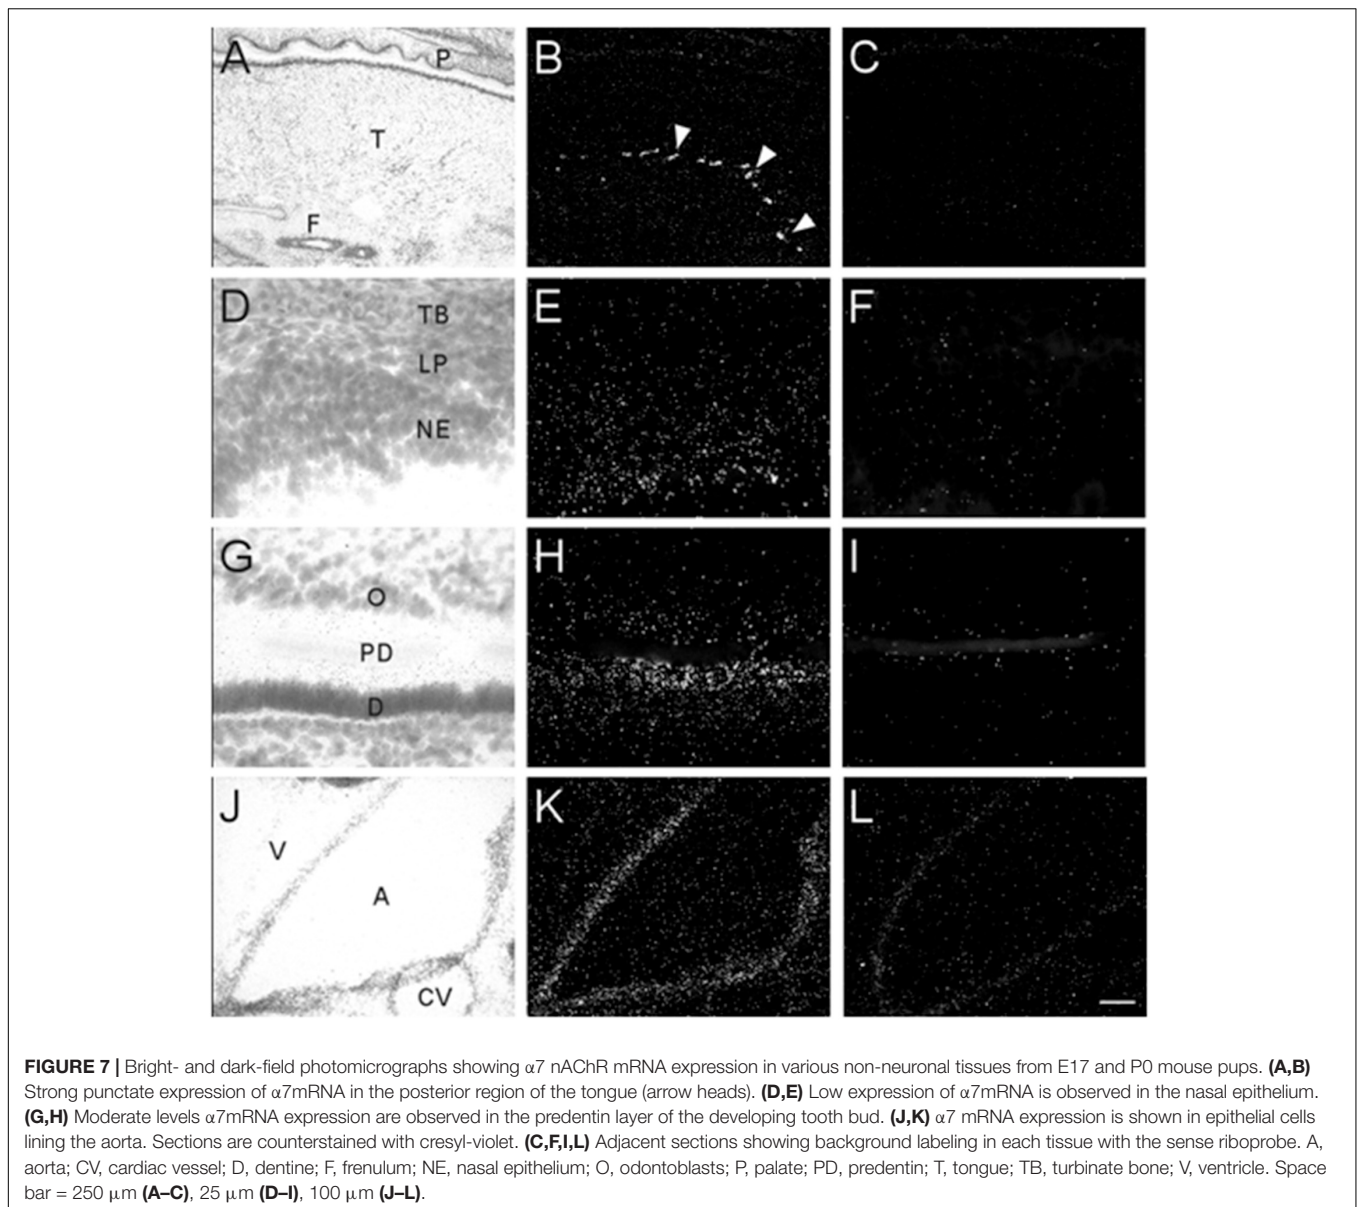 A
P
T
F
B
C
D
TB
LP
NE
E
F
G
O
PD
D
H
I
J
V
A
CV
K
L
FIGURE 7 | Bright- and dark-field photomicrographs showing α7 nAChR mRNA expression in various non-neuronal tissues from E17 and P0 mouse pups. (A,B)
Strong punctate expression of α7mRNA in the posterior region of the tongue (arrow heads). (D,E) Low expression of α7mRNA is observed in the nasal epithelium.
(G,H) Moderate levels α7mRNA expression are observed in the predentin layer of the developing tooth bud. (J,K) α7 mRNA expression is shown in epithelial cells
lining the aorta. Sections are counterstained with cresyl-violet. (C,F,I,L) Adjacent sections showing background labeling in each tissue with the sense riboprobe. A,
aorta; CV, cardiac vessel; D, dentine; F, frenulum; NE, nasal epithelium; O, odontoblasts; P, palate; PD, predentin; T, tongue; TB, turbinate bone; V, ventricle. Space
bar = 250 μm (A–C), 25 μm (D–I), 100 μm (J–L).